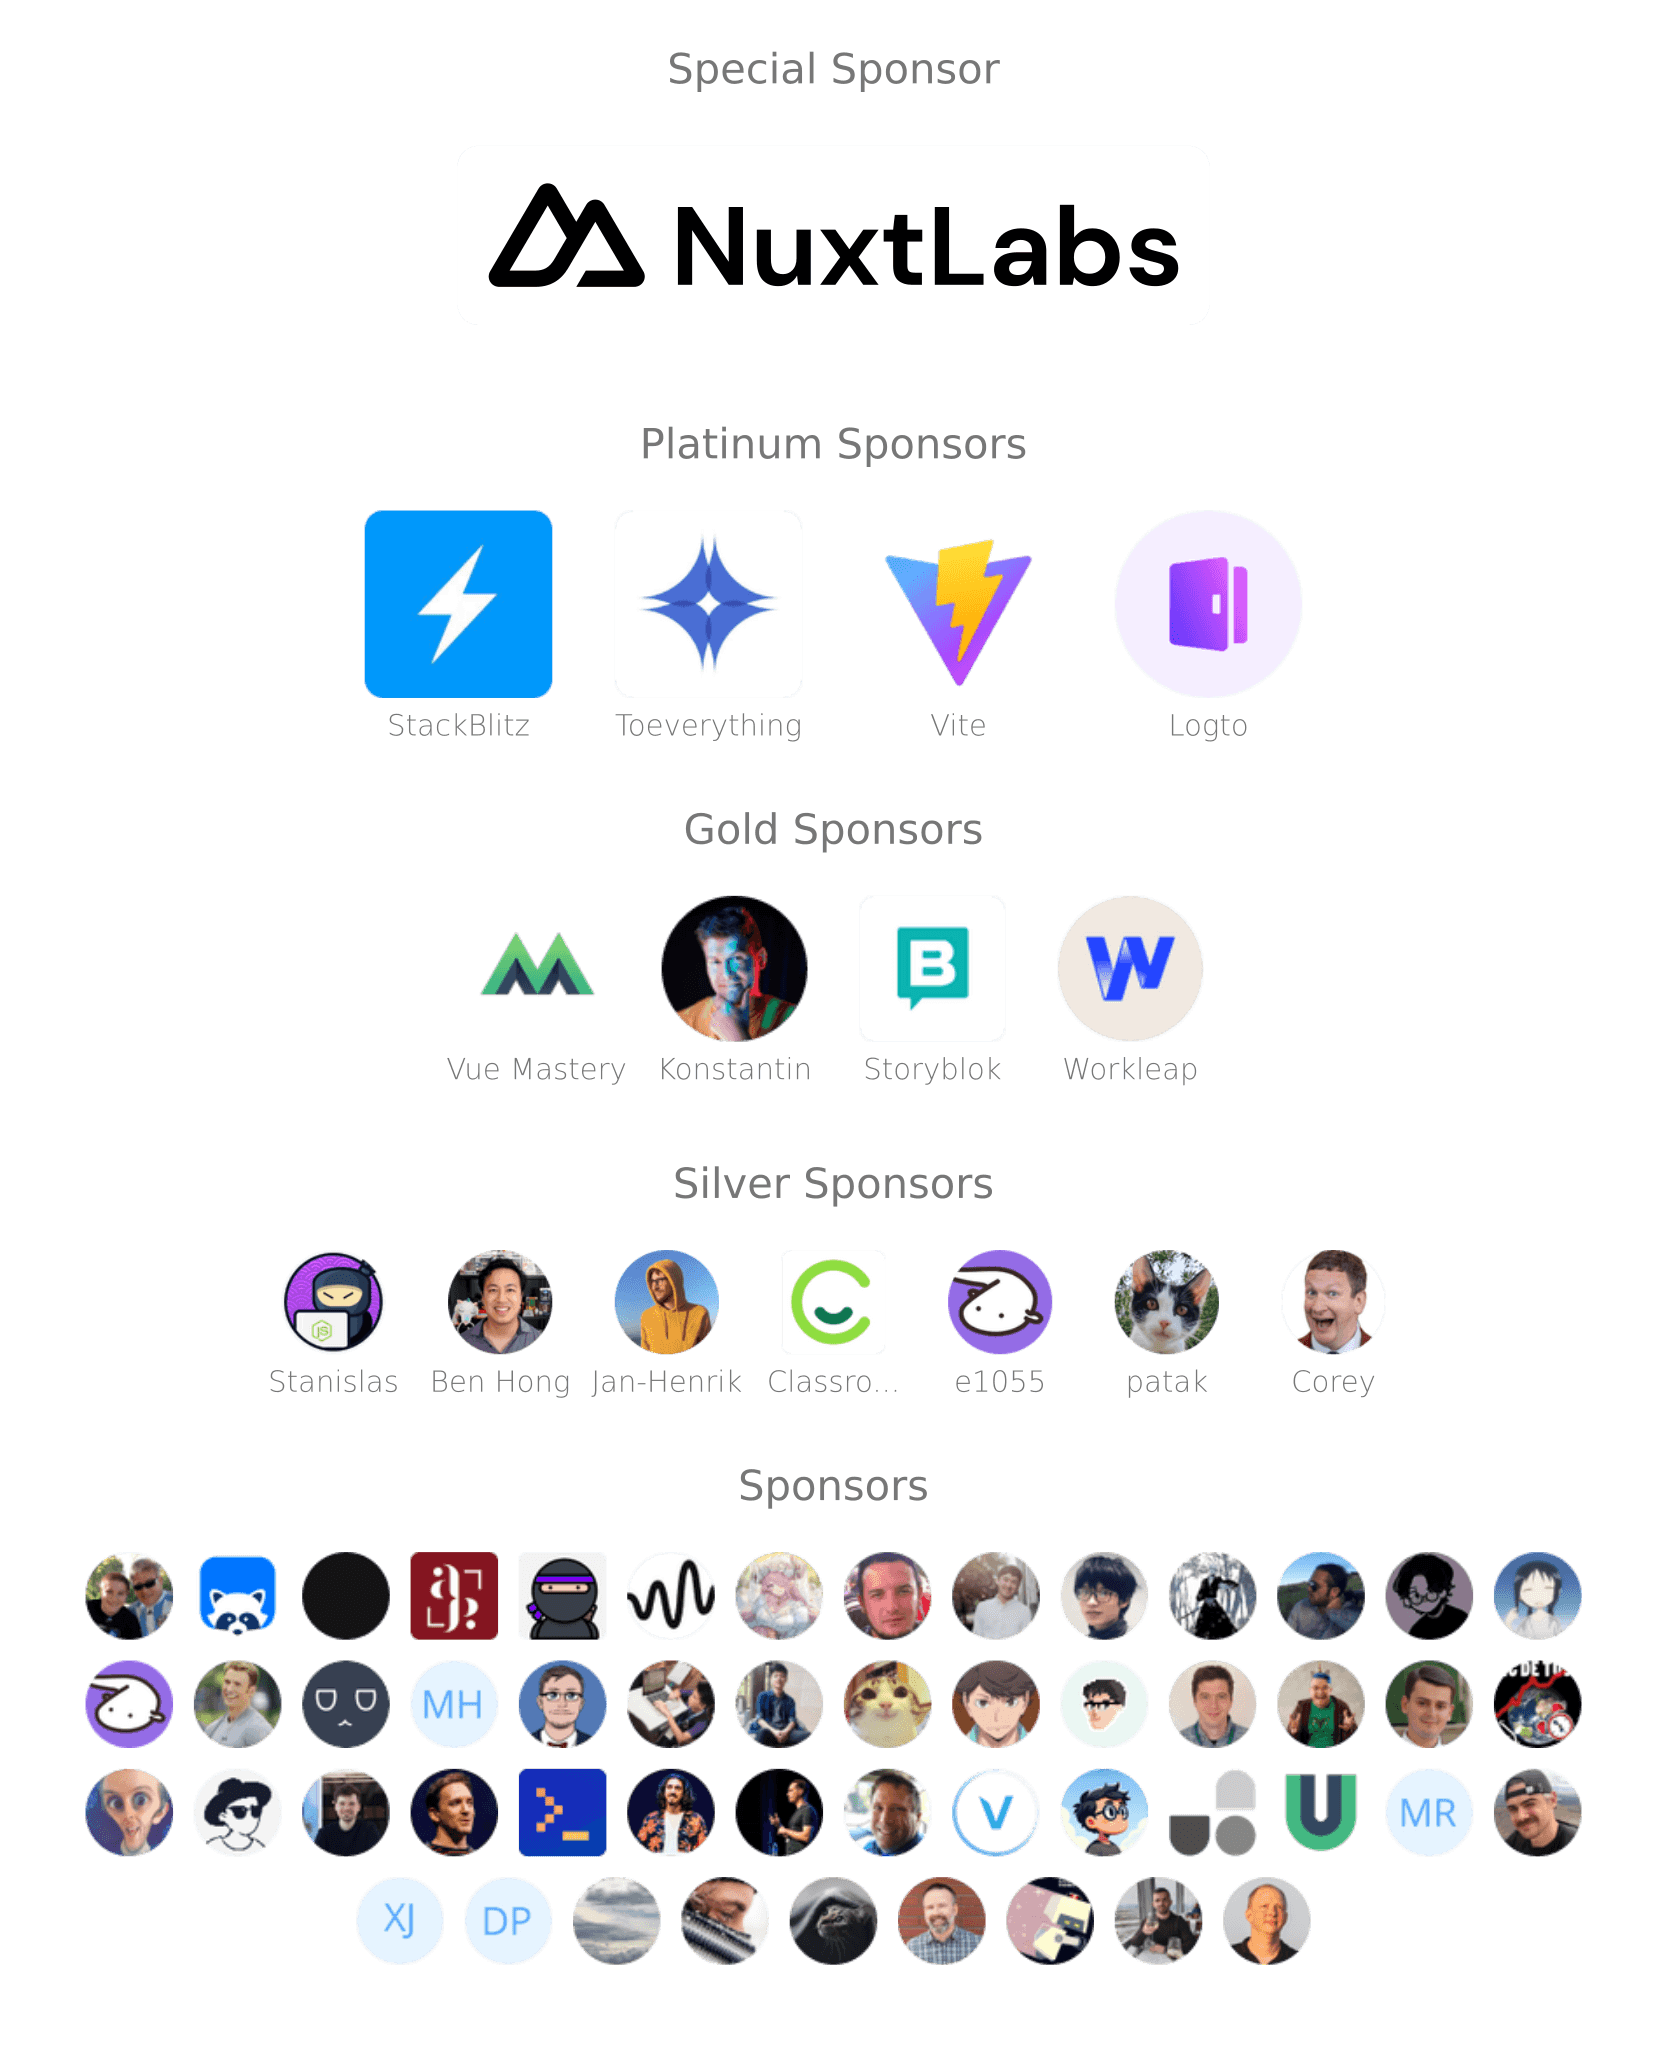 Special Sponsor
NuxtLabs
Platinum Sponsors
StackBlitz Toeverything Vite Logto
Gold Sponsors
B W
Vue Mastery Konstantin Storyblok Workleap
Silver Sponsors
JS
Stanislas Ben Hong Jan-Henrik Classro... e1055 patak Corey
Sponsors
MH
MR
XJ DP